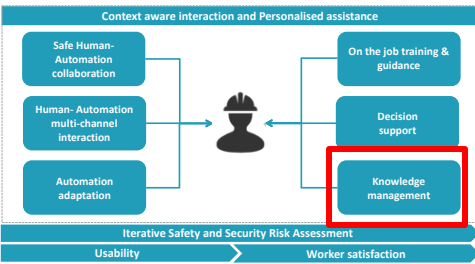 Context aware interaction and Personalised assistance
Safe Human-
Automation
collaboration
On the job training &
guidance
Human- Automation
multi-channel
interaction
Decision
support
Automation
adaptation
Knowledge
management
Iterative Safety and Security Risk Assessment
Usability
Worker satisfaction